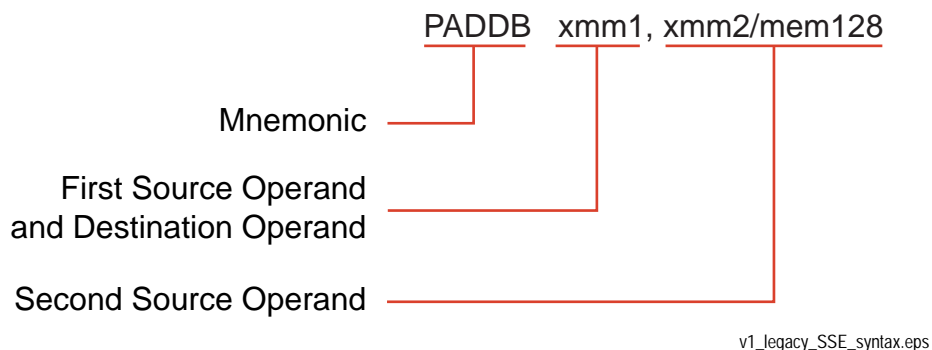 PADDB xmm1, xmm2/mem128
Mnemonic
First Source Operand
and Destination Operand
Second Source Operand
v1_legacy_SSE_syntax.eps